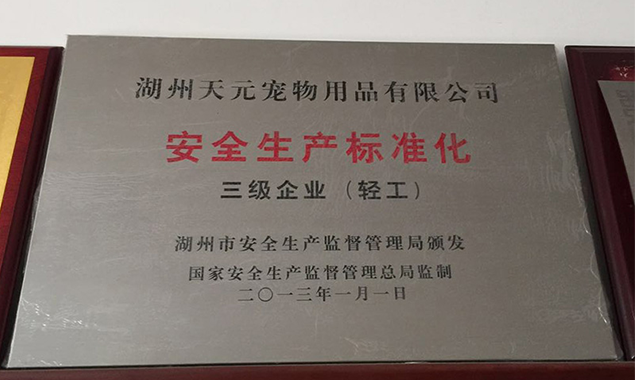 湖州天元宠物用品有限公司
安全生产标准化
三级企业（轻工）
湖州市安全生产监督管理局颁发
国家安全生产监督管理总局监制
二〇一三年一月一日